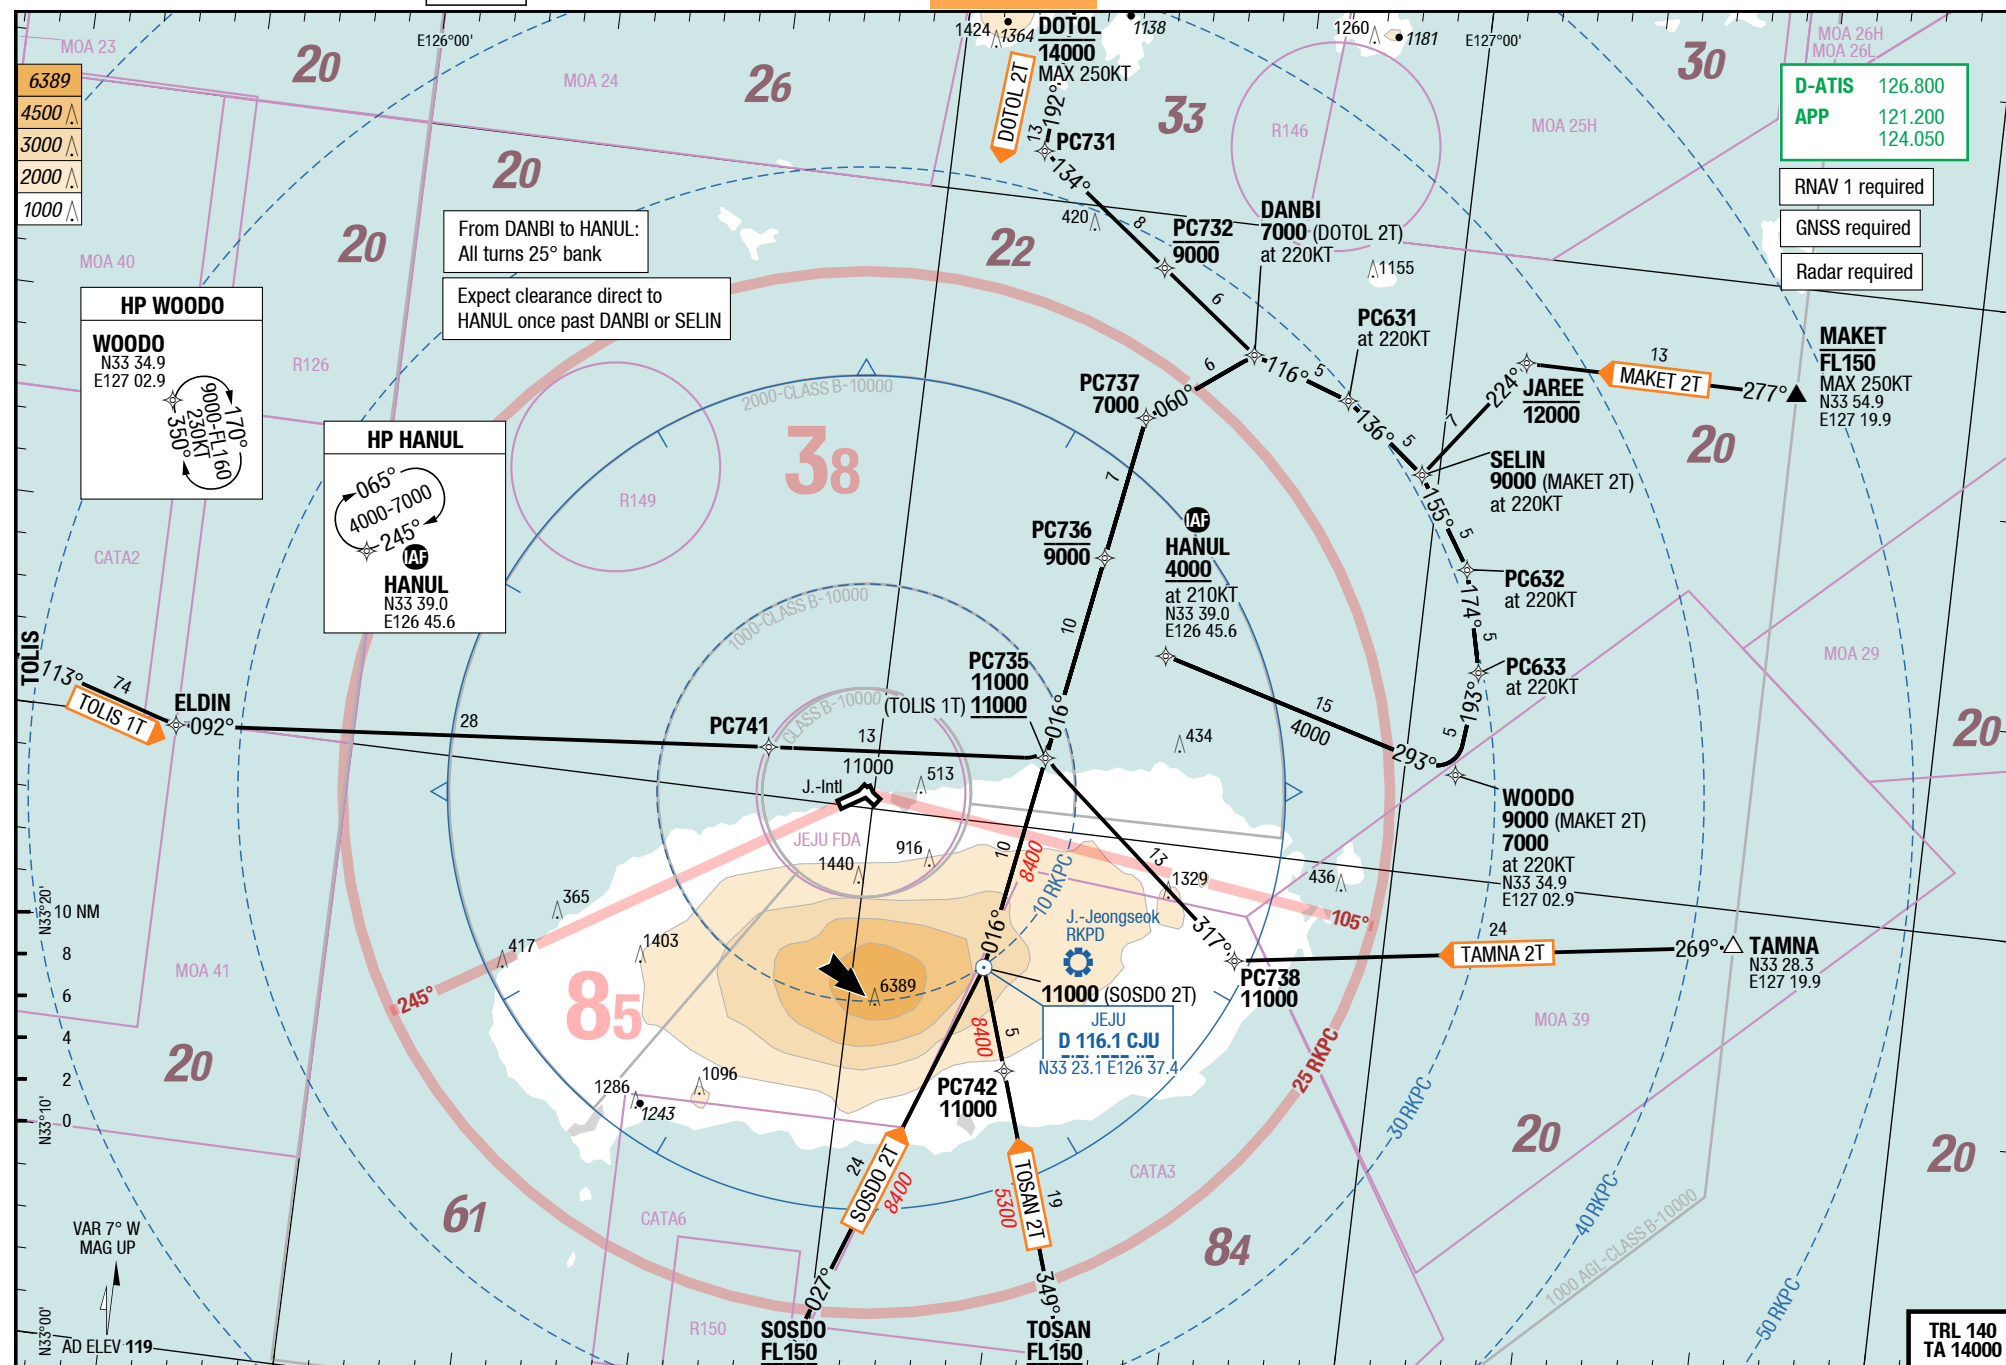 MOA 23
20
E126°00'
MOA 24
26
1424
1364
DOTOL
14000
MAX 250KT
1138
1260
1181
E127°00'
30
MOA 26H
MOA 26L
6389
4500
3000
2000
1000
DOTOL 2T
192°
13
PC731
33
R146
MOA 25H
D-ATIS 126.800
APP 121.200
124.050
RNAV 1 required
GNSS required
Radar required
20
134°
8
420
PC732
9000
6
DANBI
7000 (DOTOL 2T)
at 220KT
1155
22
From DANBI to HANUL:
All turns 25° bank
Expect clearance direct to
HANUL once past DANBI or SELIN
20
MOA 40
HP WOODO
WOODO
N33 34.9
E127 02.9
170°
9000-FL160
230KT
350°
R126
HP HANUL
065°
4000-7000
245°
IAF
HANUL
N33 39.0
E126 45.6
R149
2000-CLASS B-10000
38
PC737
7000
060°
6
116°
5
PC631
at 220KT
136°
5
7
224°
JAREE
12000
13
MAKET 2T
277°
MAKET
FL150
MAX 250KT
N33 54.9
E127 19.9
20
SELIN
9000 (MAKET 2T)
at 220KT
155°
5
PC632
at 220KT
174°
5
PC633
at 220KT
193°
5
7
PC736
9000
10
IAF
HANUL
4000
at 210KT
N33 39.0
E126 45.6
15
4000
293°
CATA2
1000-CLASS B-10000
CLASS B-10000
MOA 29
20
TOLIS
113°
74
TOLIS 1T
ELDIN
092°
28
PC741
13
11000
PC735
11000
(TOLIS 1T) 11000
016°
434
J.-Intl
513
JEJU FDA
916
1440
WOODO
9000 (MAKET 2T)
7000
at 220KT
N33 34.9
E127 02.9
10
8400
10 RKPC
13
1329
436
105°
317°
365
417
1403
245°
MOA 41
85
6389
016°
J.-Jeongseok
RKPD
11000 (SOSDO 2T)
JEJU
D 116.1 CJU
N33 23.1 E126 37.4
PC738
11000
24
TAMNA 2T
269°
TAMNA
N33 28.3
E127 19.9
MOA 39
N33°20'
10 NM
8
6
4
2
0
N33°10'
20
8400
5
PC742
11000
25 RKPC
30 RKPC
20
20
1286
1243
1096
24
SOSDO 2T
8400
TOSAN 2T
19
5300
CATA3
CATA6
61
84
40 RKPC
1000 AGL-CLASS B-10000
50 RKPC
VAR 7° W
MAG UP
N33°00'
AD ELEV 119
R150
027°
SOSDO
FL150
349°
TOSAN
FL150
TRL 140
TA 14000